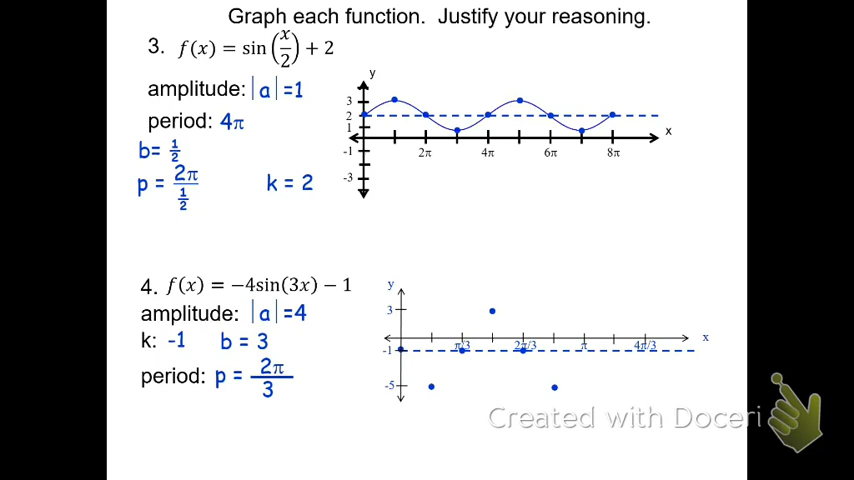 Graph each function. Justify your reasoning.
3. f(x) = sin(x/2) + 2
amplitude: |a| = 1
period: 4π
b = 1/2
p = 2π / 1/2
k = 2
y
3
2
1
-1
-3
2π 4π 6π 8π
x
4. f(x) = −4sin(3x) − 1
amplitude: |a| = 4
k: -1 b = 3
period: p = 2π/3
y
3
-1
-5
π/3 2π/3 π 4π/3
x
Created with Doceri